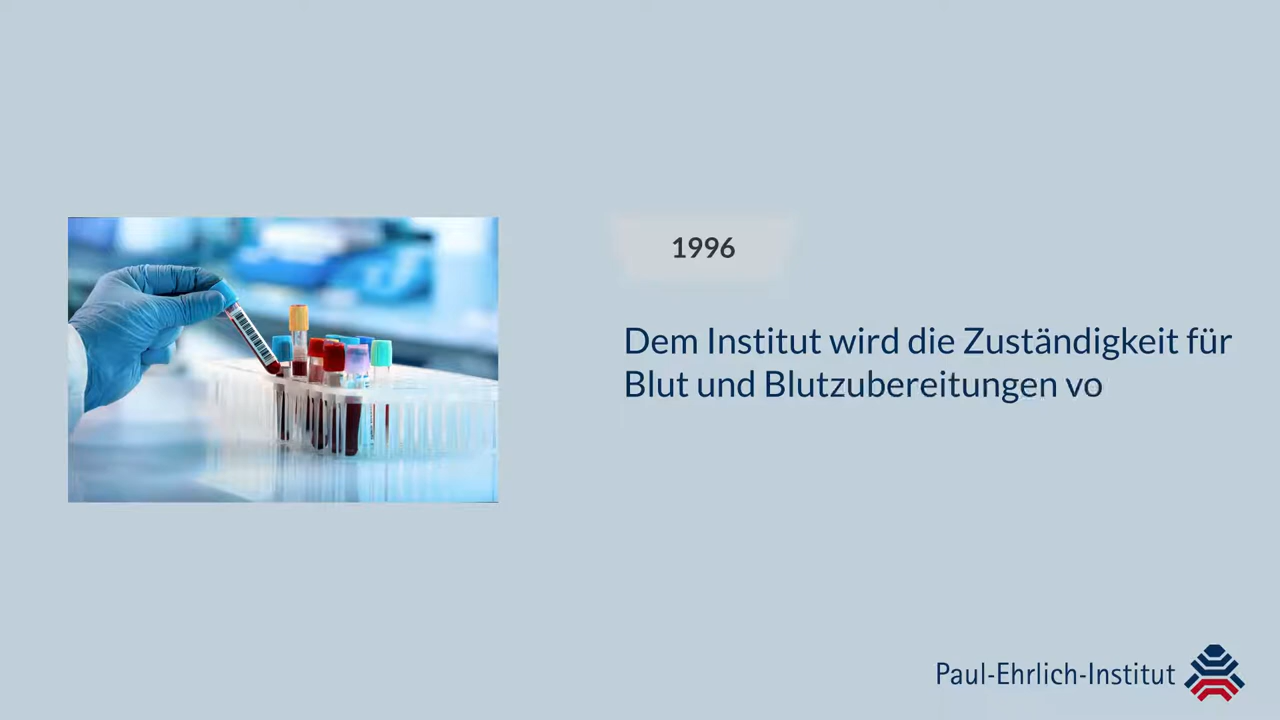 1996
Dem Institut wird die Zuständigkeit für
Blut und Blutzubereitungen vo
Paul-Ehrlich-Institut